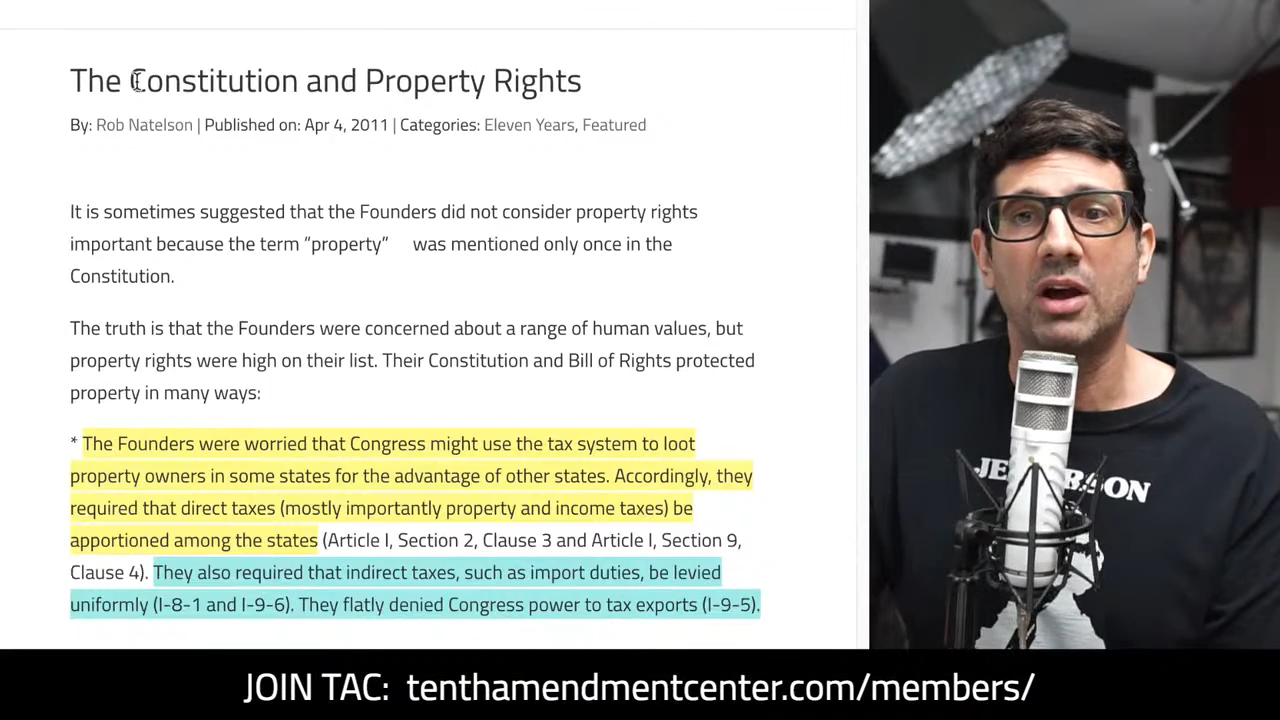 The Constitution and Property Rights
By: Rob Natelson | Published on: Apr 4, 2011 | Categories: Eleven Years, Featured
It is sometimes suggested that the Founders did not consider property rights
important because the term "property" was mentioned only once in the
Constitution.
The truth is that the Founders were concerned about a range of human values, but
property rights were high on their list. Their Constitution and Bill of Rights protected
property in many ways:
* The Founders were worried that Congress might use the tax system to loot
property owners in some states for the advantage of other states. Accordingly, they
required that direct taxes (mostly importantly property and income taxes) be
apportioned among the states (Article I, Section 2, Clause 3 and Article I, Section 9,
Clause 4). They also required that indirect taxes, such as import duties, be levied
uniformly (I-8-1 and I-9-6). They flatly denied Congress power to tax exports (I-9-5).
JOIN TAC: tenthamendmentcenter.com/members/